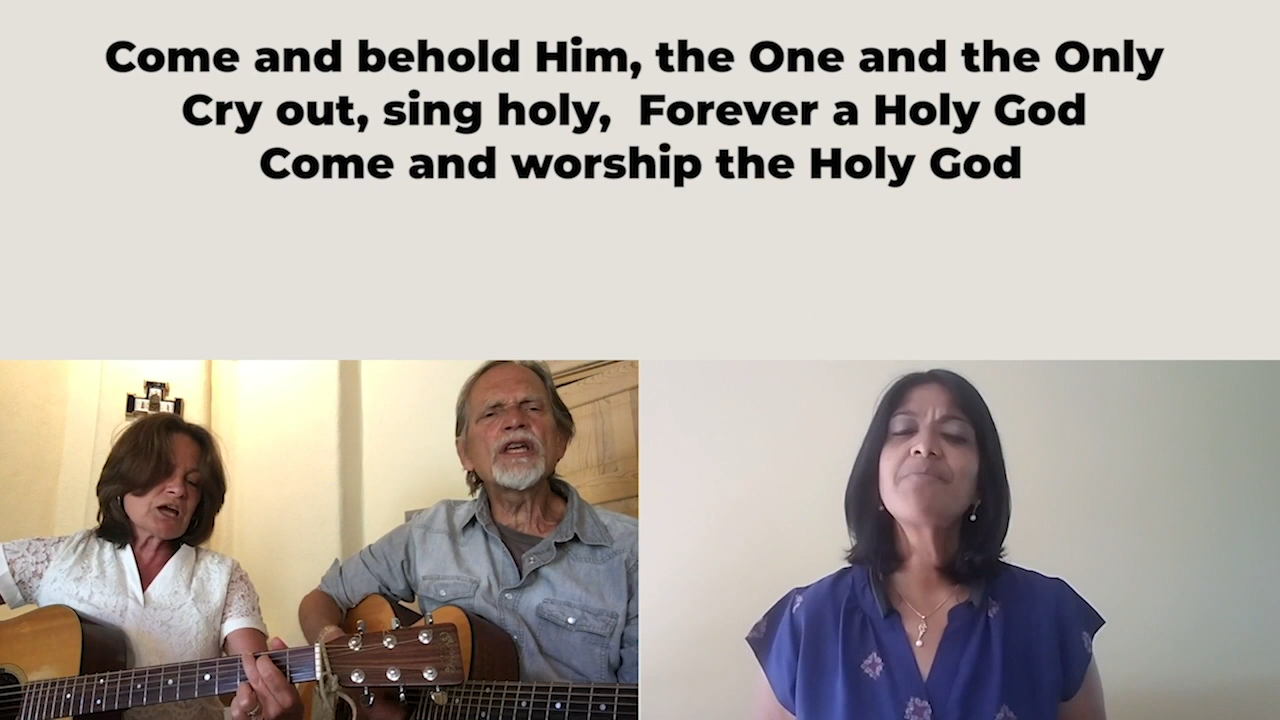 Come and behold Him, the One and the Only
Cry out, sing holy, Forever a Holy God
Come and worship the Holy God